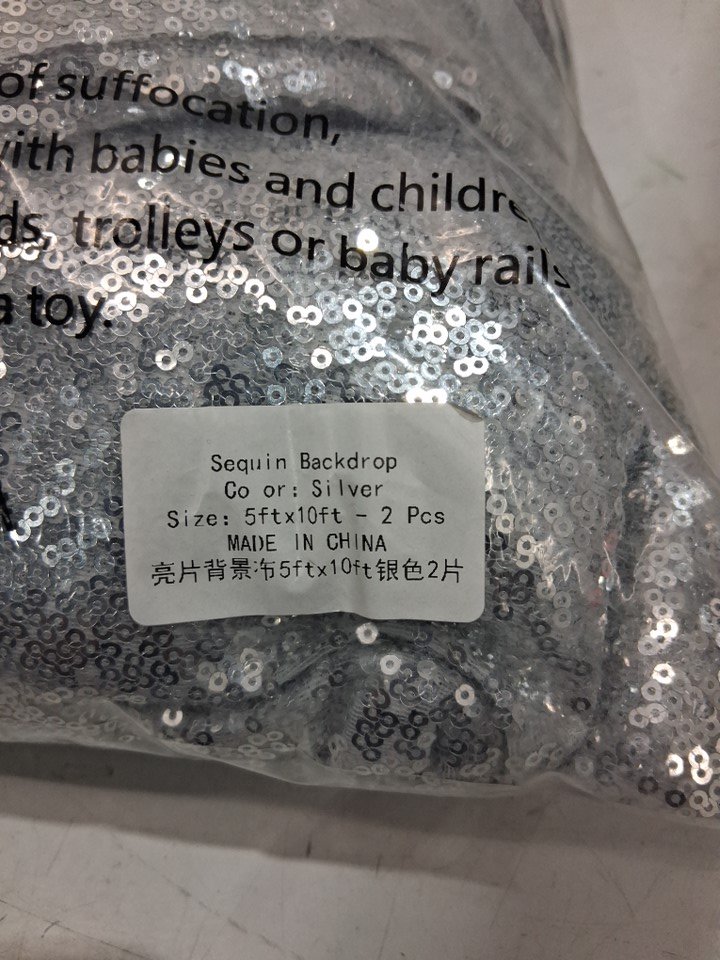 of suffocation,
with babies and childre
ds, trolleys or baby rails
a toy.
Sequin Backdrop
Co or: Silver
Size: 5ftx10ft - 2 Pcs
MADE IN CHINA
亮片背景布5ftx10ft银色2片